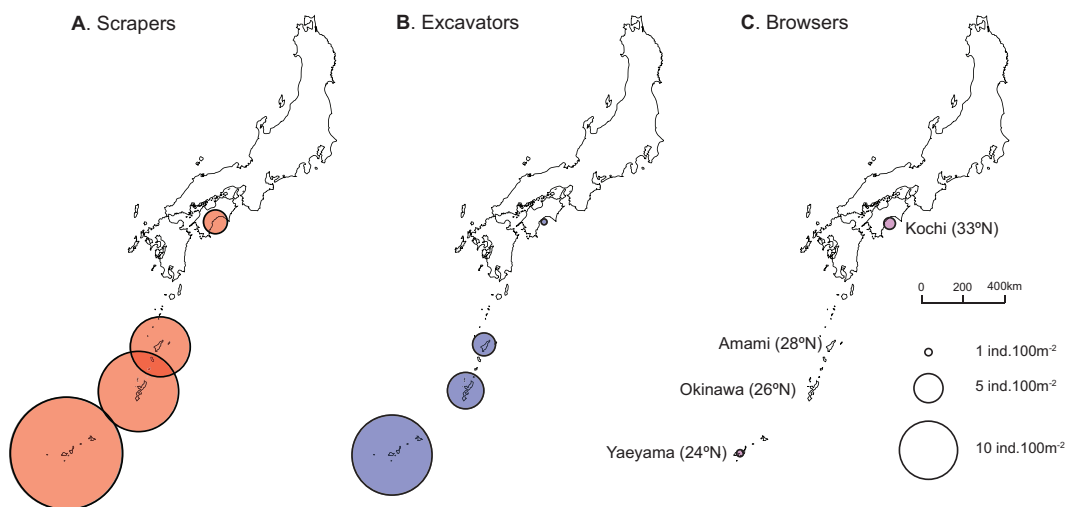 A. Scrapers
B. Excavators
C. Browsers
Kochi (33ºN)
0 200 400km
Amami (28ºN)
1 ind.100m-2
Okinawa (26ºN)
5 ind.100m-2
Yaeyama (24ºN)
10 ind.100m-2